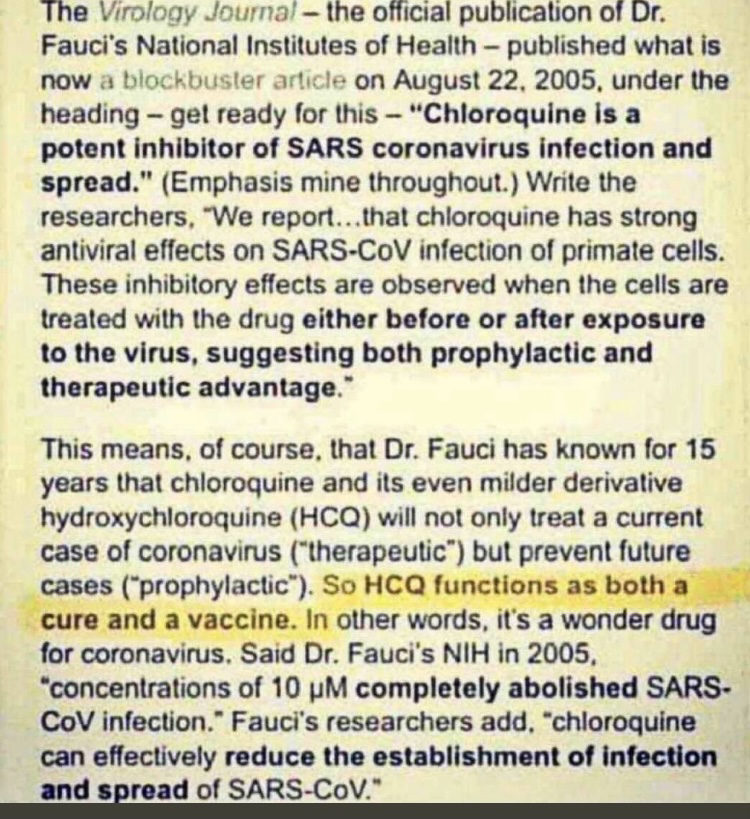 The Virology Journal – the official publication of Dr.
Fauci's National Institutes of Health – published what is
now a blockbuster article on August 22, 2005, under the
heading – get ready for this – "Chloroquine is a
potent inhibitor of SARS coronavirus infection and
spread." (Emphasis mine throughout.) Write the
researchers, "We report...that chloroquine has strong
antiviral effects on SARS-CoV infection of primate cells.
These inhibitory effects are observed when the cells are
treated with the drug either before or after exposure
to the virus, suggesting both prophylactic and
therapeutic advantage."
This means, of course, that Dr. Fauci has known for 15
years that chloroquine and its even milder derivative
hydroxychloroquine (HCQ) will not only treat a current
case of coronavirus ("therapeutic") but prevent future
cases ("prophylactic"). So HCQ functions as both a
cure and a vaccine. In other words, it's a wonder drug
for coronavirus. Said Dr. Fauci's NIH in 2005,
"concentrations of 10 μM completely abolished SARS-
CoV infection." Fauci's researchers add, "chloroquine
can effectively reduce the establishment of infection
and spread of SARS-CoV."